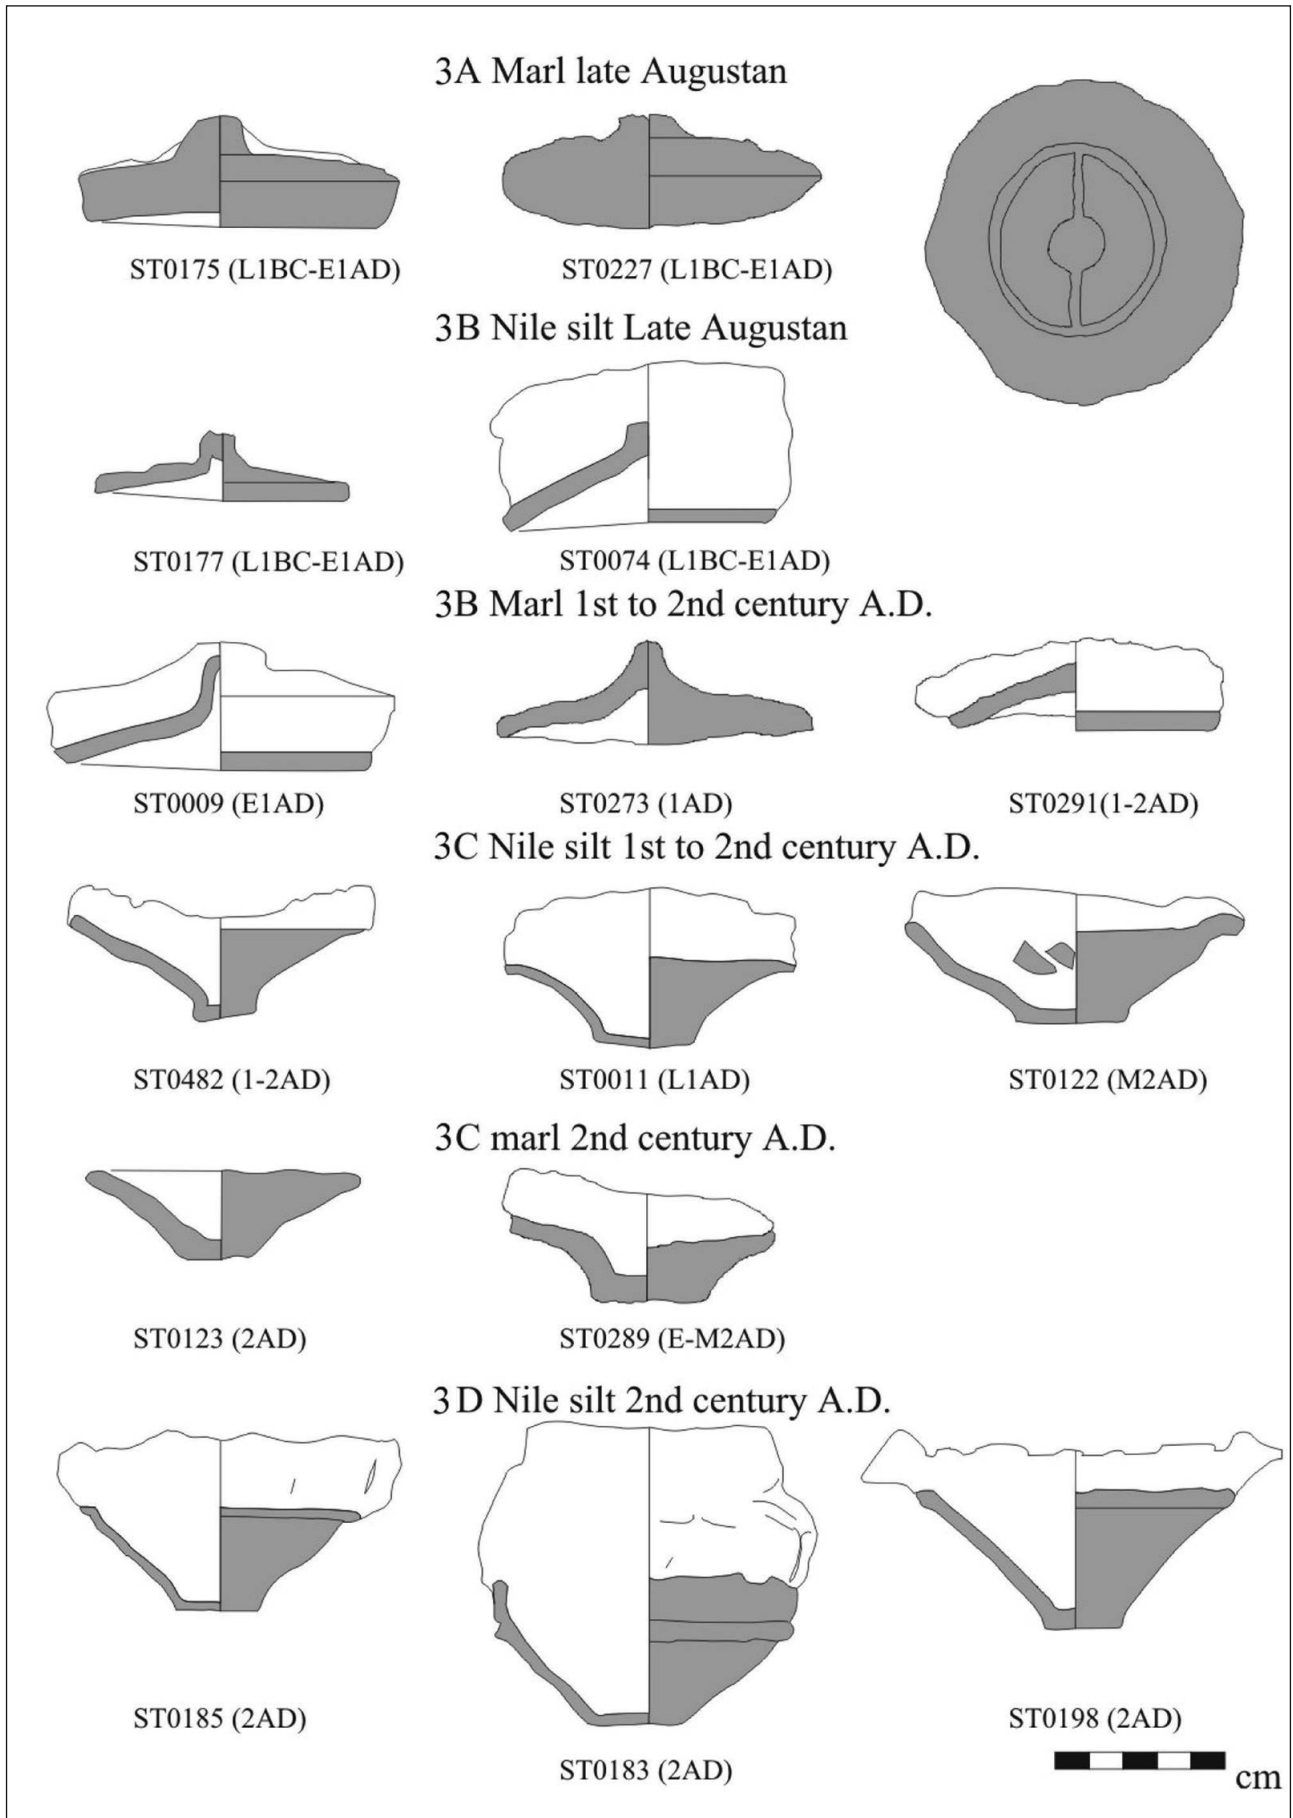 3A Marl late Augustan
ST0175 (L1BC-E1AD)
ST0227 (L1BC-E1AD)
3B Nile silt Late Augustan
ST0177 (L1BC-E1AD)
ST0074 (L1BC-E1AD)
3B Marl 1st to 2nd century A.D.
ST0009 (E1AD)
ST0273 (1AD)
ST0291(1-2AD)
3C Nile silt 1st to 2nd century A.D.
ST0482 (1-2AD)
ST0011 (L1AD)
ST0122 (M2AD)
3C marl 2nd century A.D.
ST0123 (2AD)
ST0289 (E-M2AD)
3D Nile silt 2nd century A.D.
ST0185 (2AD)
ST0183 (2AD)
ST0198 (2AD)
cm